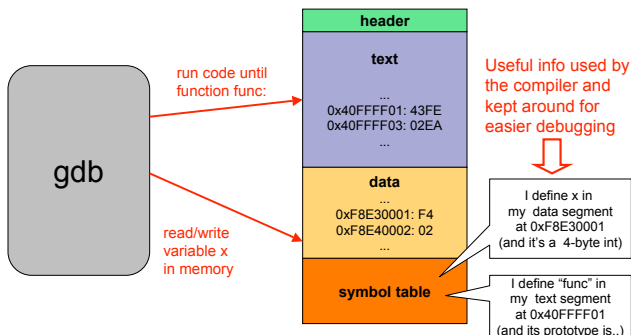 header
text
...
0x40FFFF01: 43FE
0x40FFFF03: 02EA
...
data
...
0xF8E30001: F4
0xF8E40002: 02
...
symbol table
gdb
run code until
function func:
read/write
variable x
in memory
Useful info used by
the compiler and
kept around for
easier debugging
I define x in
my data segment
at 0xF8E30001
(and it's a 4-byte int)
I define “func” in
my text segment
at 0x40FFFF01
(and its prototype is..)